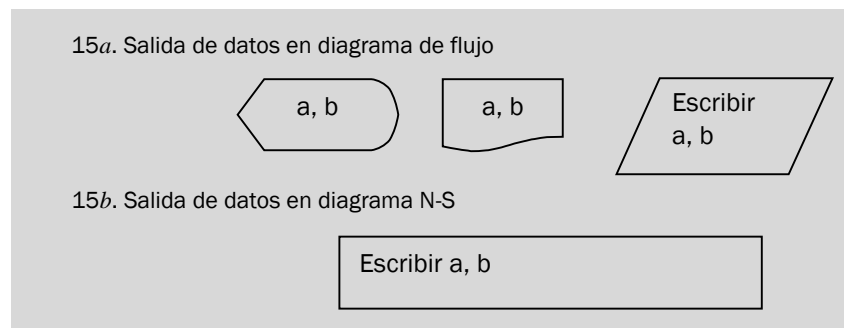 15a. Salida de datos en diagrama de flujo
a, b
a, b
Escribir
a, b
15b. Salida de datos en diagrama N-S
Escribir a, b